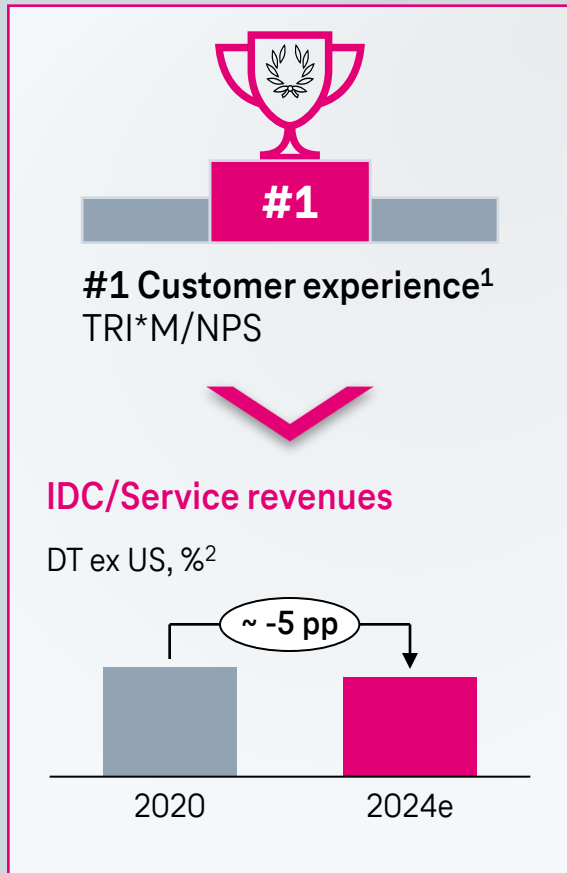 #1
#1 Customer experience¹
TRI*M/NPS
IDC/Service revenues
DT ex US, %²
~ -5 pp
2020 2024e